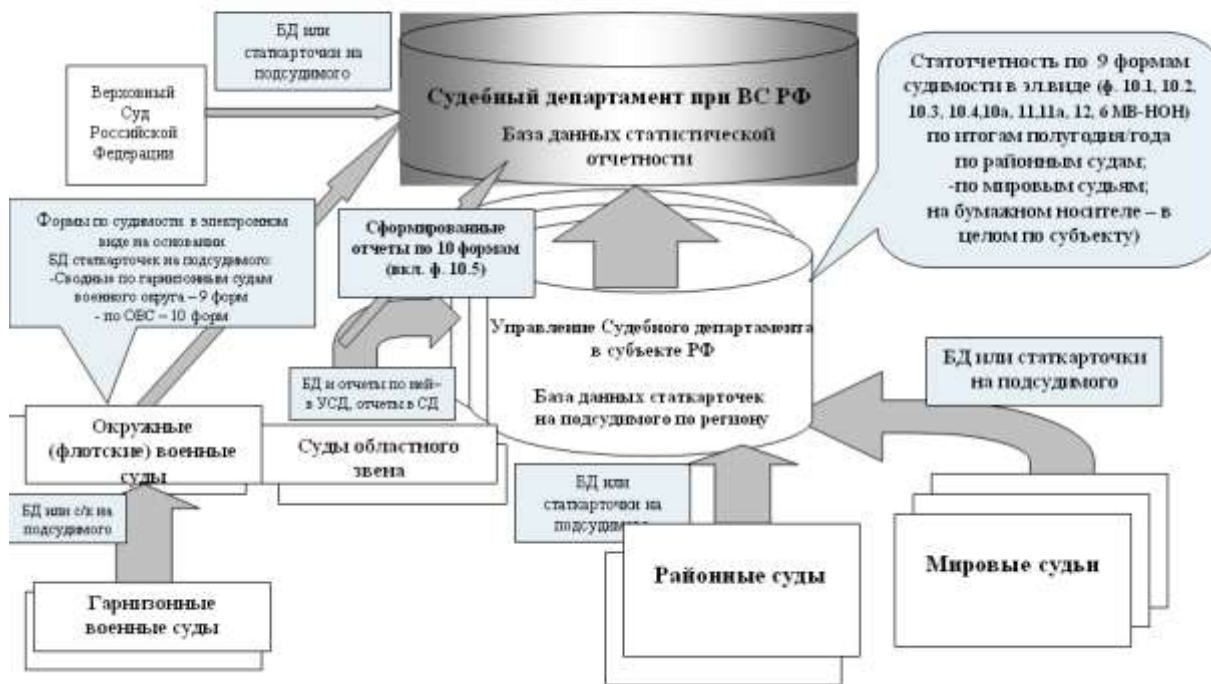 БД или
статкарточки на
подсудимого
Верховный
Суд
Российской
Федерации
Судебный департамент при ВС РФ
База данных статистической
отчетности
Статотчетность по 9 формам
судимости в эл.виде (ф. 10.1, 10.2,
10.3, 10.4,10а, 11,11а, 12, 6 МВ-НОН)
по итогам полугодия/года
по районным судам;
-по мировым судьям;
на бумажном носителе – в
целом по субъекту)
Формы по судимости в электронном
виде на основании
БД статкарточек на подсудимого:
-Сводные по гарнизонным судам
военного округа – 9 форм
- по ОВС – 10 форм
Сформированные
отчеты по 10 формам
(вкл. ф. 10.5)
Управление Судебного департамента
в субъекте РФ
База данных статкарточек
на подсудимого по региону
БД и отчеты по ней–
в УСД, отчеты в СД
БД или статкарточки
на подсудимого
Окружные
(флотские) военные
суды
Суды областного
звена
БД или с/к на
подсудимого
БД или
статкарточки на
подсудимого
Гарнизонные
военные суды
Районные суды
Мировые судьи